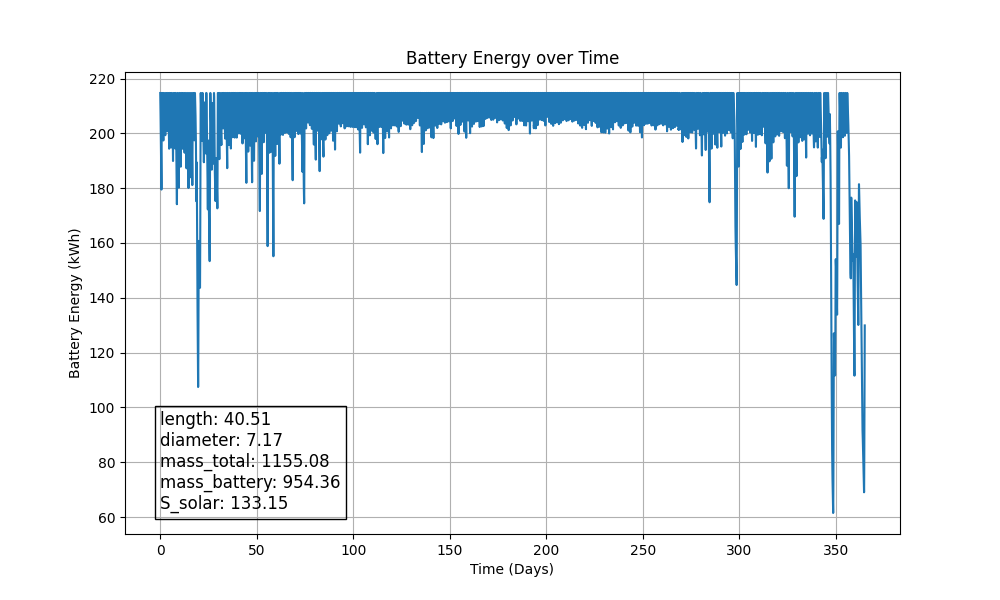 Battery Energy over Time
Battery Energy (kWh)
220
200
180
160
140
120
100
80
60
length: 40.51
diameter: 7.17
mass_total: 1155.08
mass_battery: 954.36
S_solar: 133.15
0 50 100 150 200 250 300 350
Time (Days)